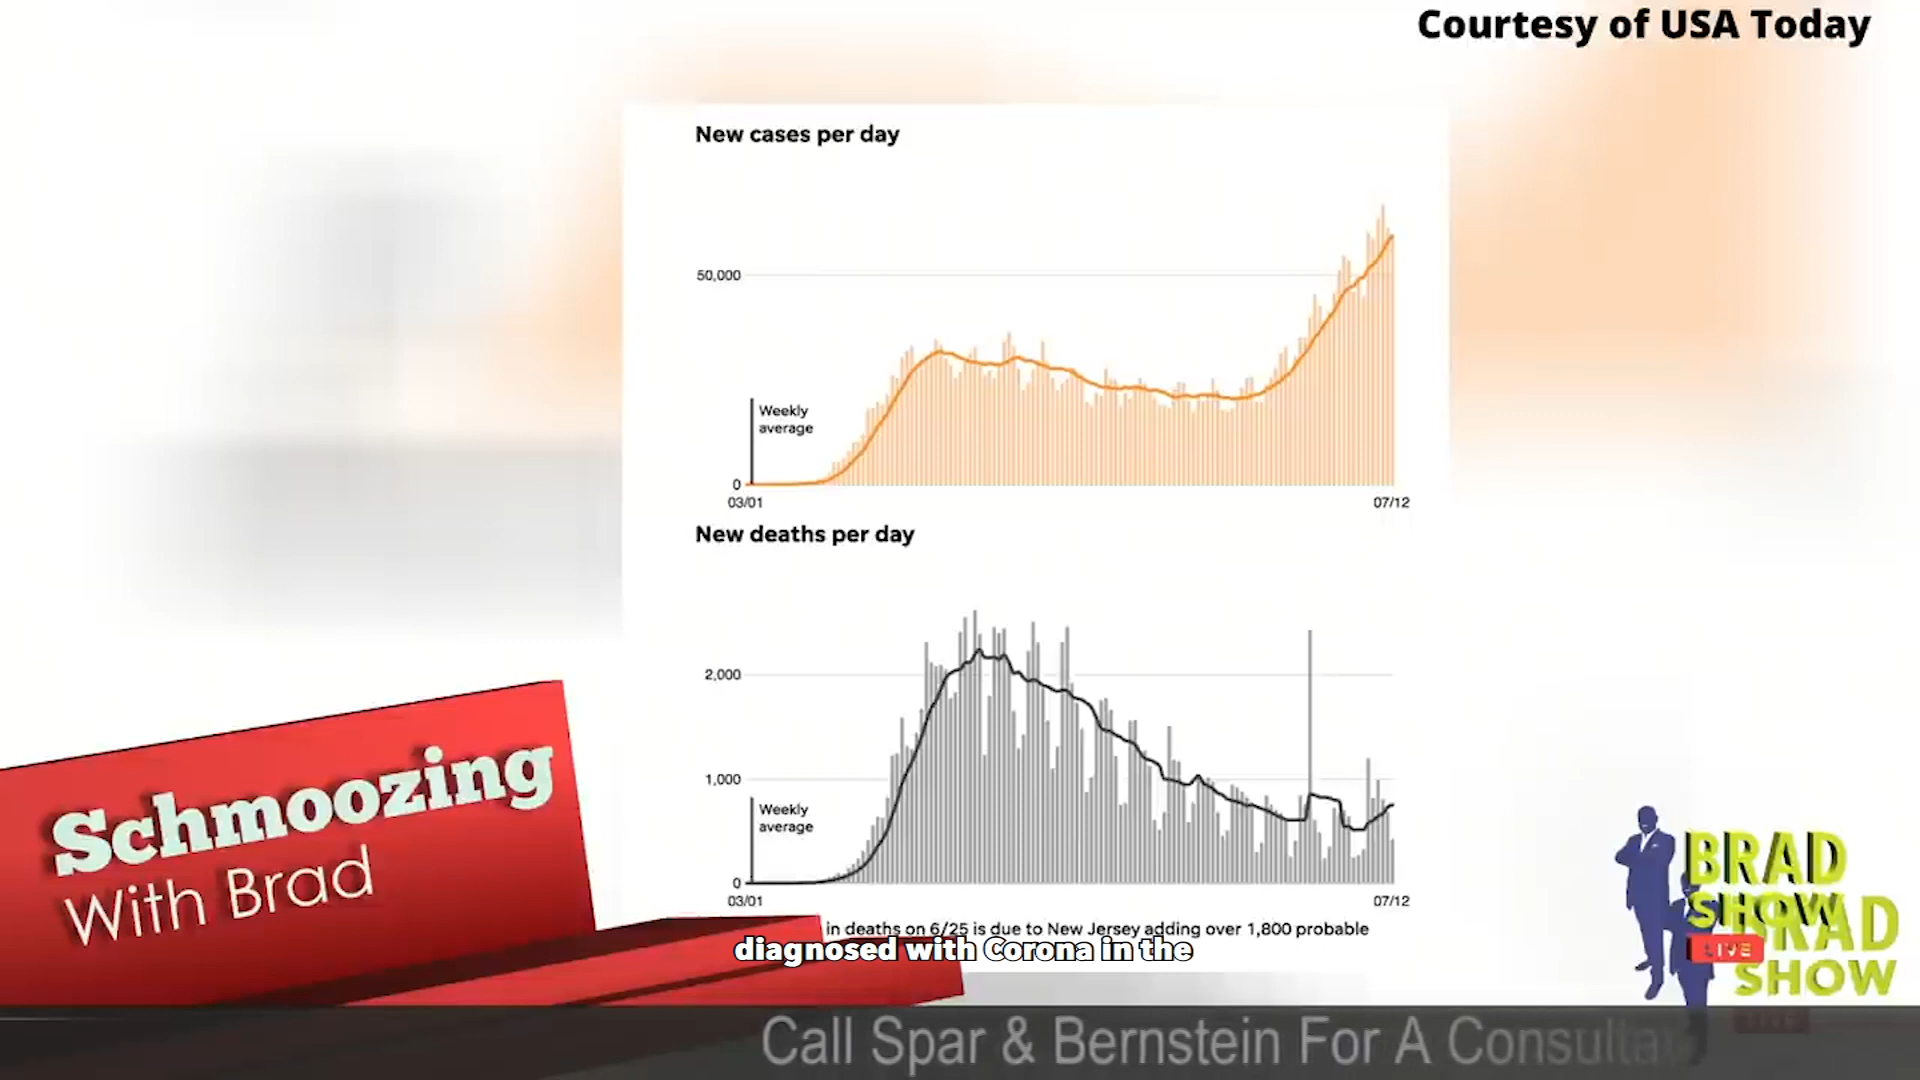 Courtesy of USA Today
New cases per day
50,000
Weekly
average
0
03/01
07/12
New deaths per day
2,000
1,000
Weekly
average
0
03/01
07/12
in deaths on 6/25 is due to New Jersey adding over 1,800 probable
diagnosed with Corona in the
Schmoozing
With Brad
BRAD
SHOW
LIVE
BRAD
SHOW
LIVE
Call Spar & Bernstein For A Consulta